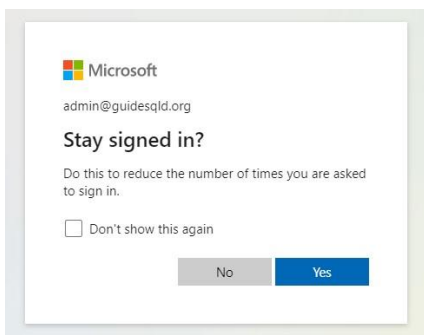 Microsoft
admin@guidesqld.org
Stay signed in?
Do this to reduce the number of times you are asked
to sign in.
Don't show this again
No
Yes